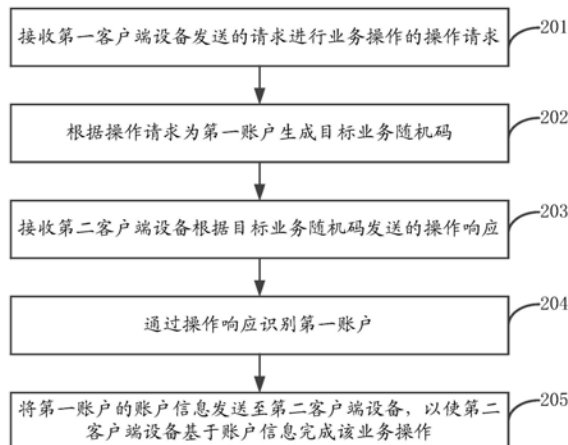 接收第一客户端设备发送的请求进行业务操作的操作请求
201
根据操作请求为第一账户生成目标业务随机码
202
接收第二客户端设备根据目标业务随机码发送的操作响应
203
通过操作响应识别第一账户
204
将第一账户的账户信息发送至第二客户端设备，以使第二
客户端设备基于账户信息完成该业务操作
205